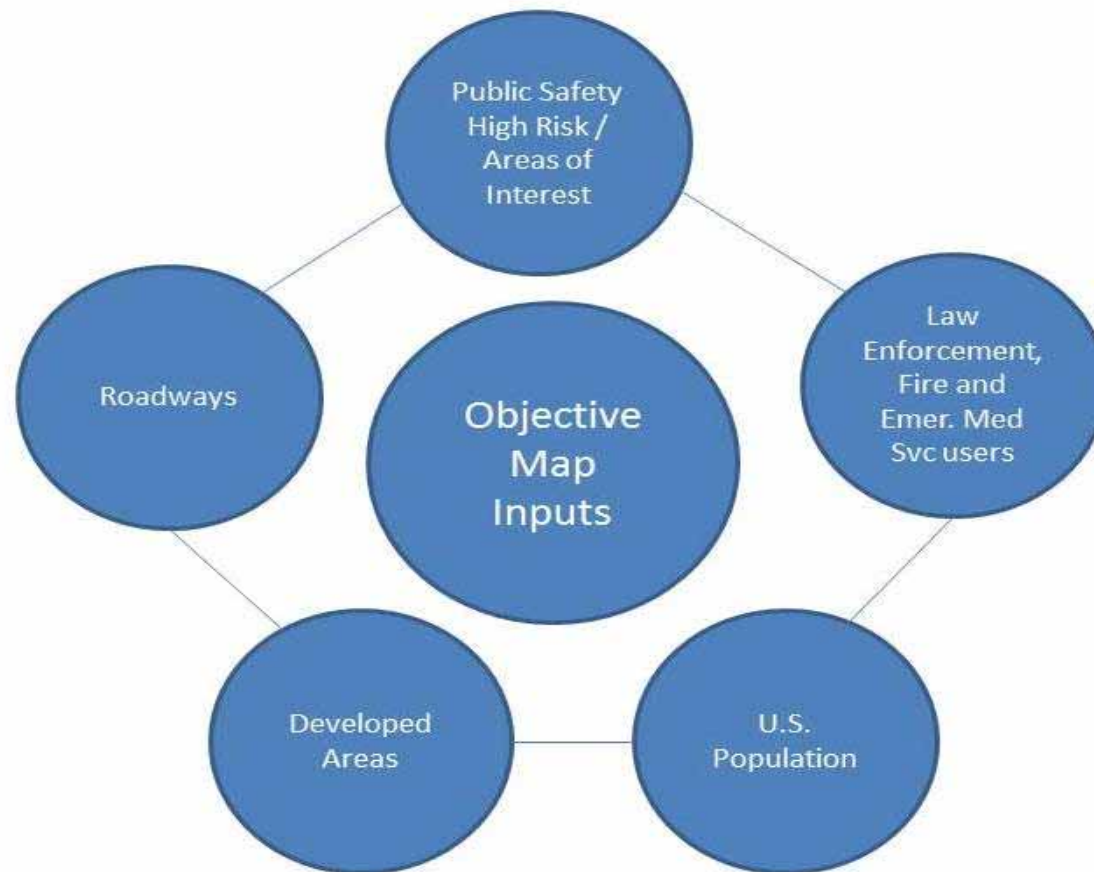 Public Safety
High Risk /
Areas of
Interest
Law
Enforcement,
Fire and
Emer. Med
Svc users
Roadways
Objective
Map
Inputs
Developed
Areas
U.S.
Population